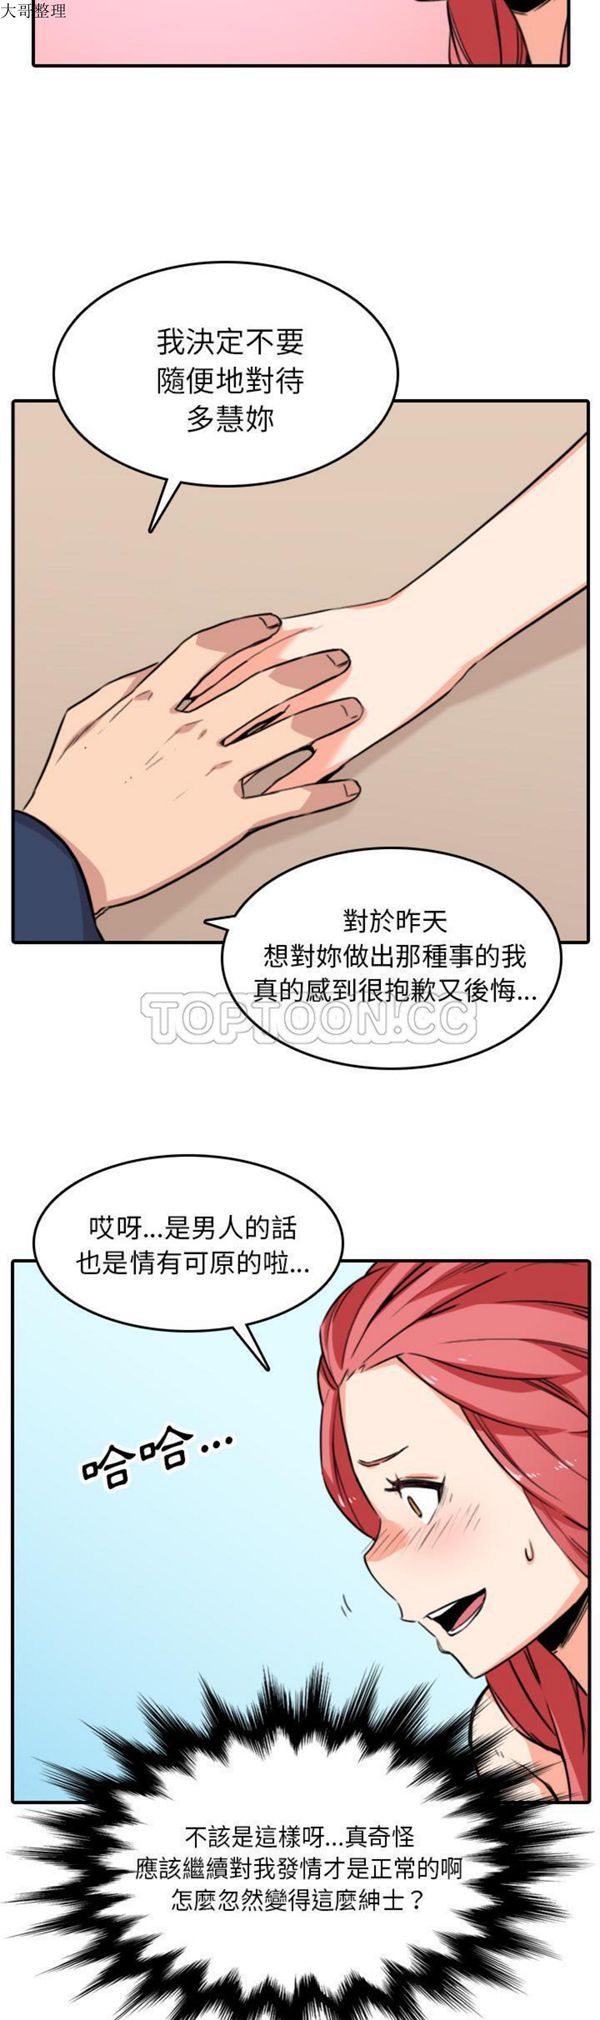 大哥整理
我決定不要
隨便地對待
多慧妳
對於昨天
想對妳做出那種事的我
真的感到很抱歉又後悔...
TOPTOON.CC
哎呀...是男人的話
也是情有可原的啦...
哈哈...
不該是這樣呀...真奇怪
應該繼續對我發情才是正常的啊
怎麼忽然變得這麼紳士？